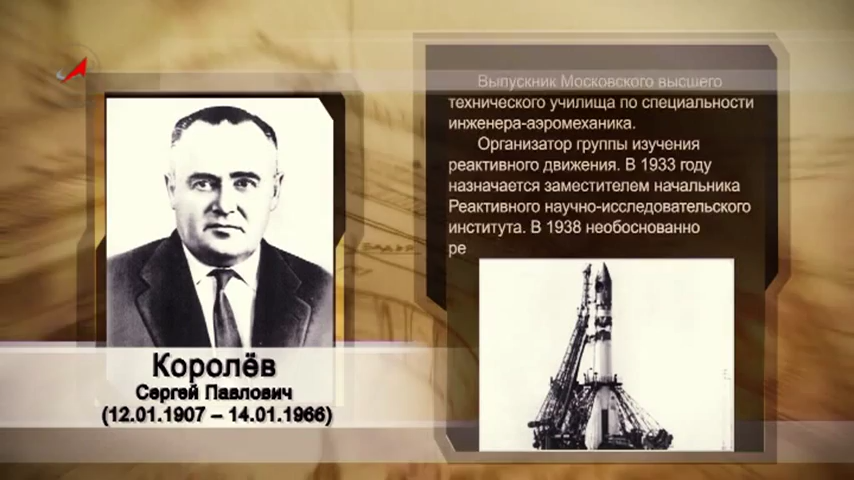 Выпускник Московского высшего
технического училища по специальности
инженера-аэромеханика.
Организатор группы изучения
реактивного движения. В 1933 году
назначается заместителем начальника
Реактивного научно-исследовательского
института. В 1938 необоснованно
ре
Королёв
Сергей Павлович
(12.01.1907 – 14.01.1966)